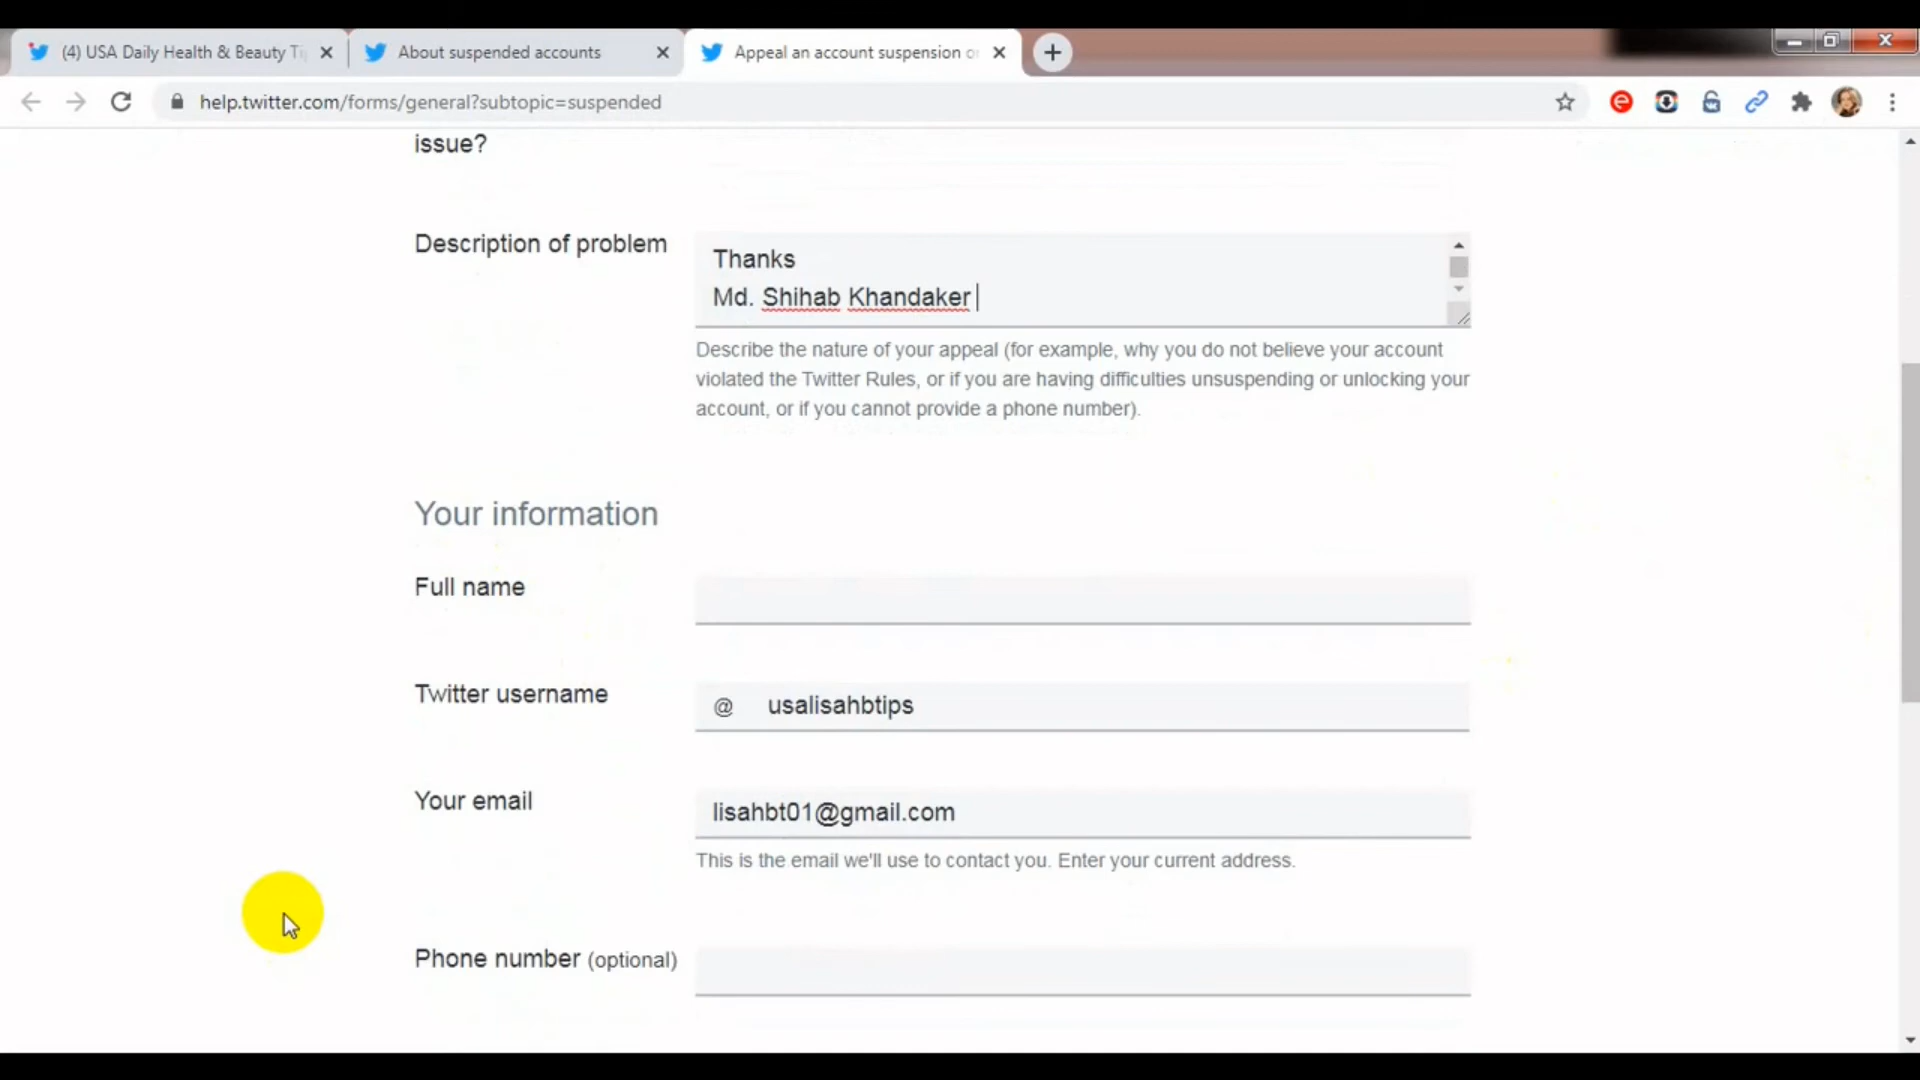 (4) USA Daily Health & Beauty Ti
About suspended accounts
Appeal an account suspension o
help.twitter.com/forms/general?subtopic=suspended
issue?
Description of problem
Thanks
Md. Shihab Khandaker
Describe the nature of your appeal (for example, why you do not believe your account
violated the Twitter Rules, or if you are having difficulties unsuspending or unlocking your
account, or if you cannot provide a phone number).
Your information
Full name
Twitter username
@ usalisahbtips
Your email
lisahbt01@gmail.com
This is the email we'll use to contact you. Enter your current address.
Phone number (optional)